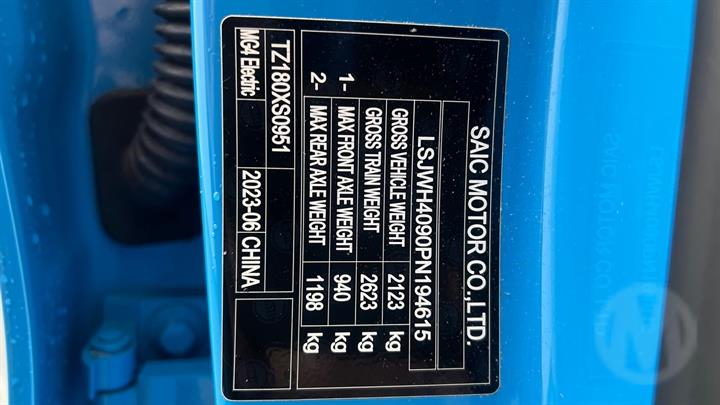 SAIC MOTOR CO.,LTD.
LSJWH4090PN194615
GROSS VEHICLE WEIGHT 2123 kg
GROSS TRAIN WEIGHT 2623 kg
1- MAX FRONT AXLE WEIGHT 940 kg
2- MAX REAR AXLE WEIGHT 1198 kg
TZ180XS0951 2023-06 CHINA
MG4 Electric
M